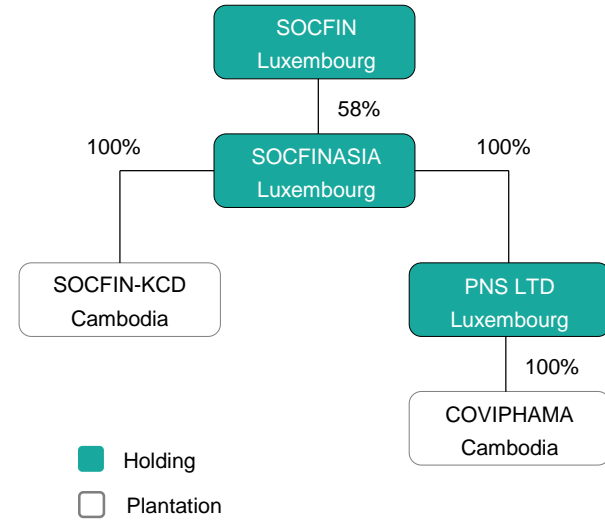 SOCFIN
Luxembourg
58%
100%
SOCFINASIA
Luxembourg
100%
SOCFIN-KCD
Cambodia
PNS LTD
Luxembourg
100%
COVIPHAMA
Cambodia
Holding
Plantation